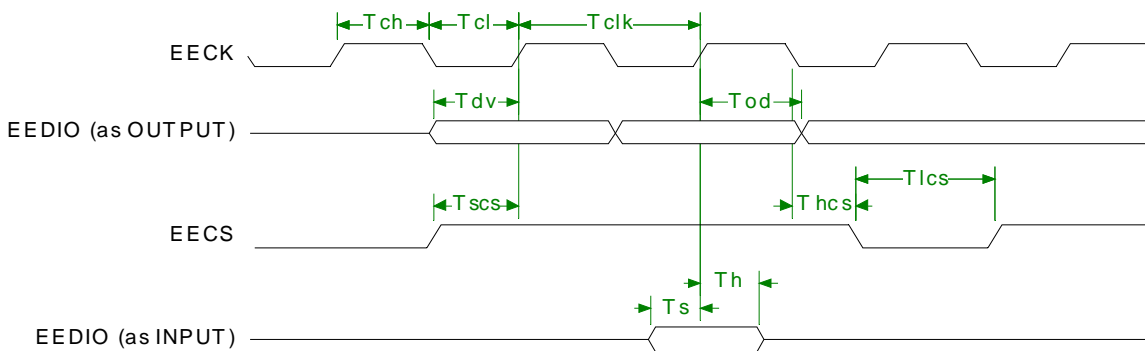 Tch Tcl Tclk
EECK
Tdv Tod
EEDIO (as OUTPUT)
Tlcs
Tscs Thcs
EECS
Th
Ts
EEDIO (as INPUT)